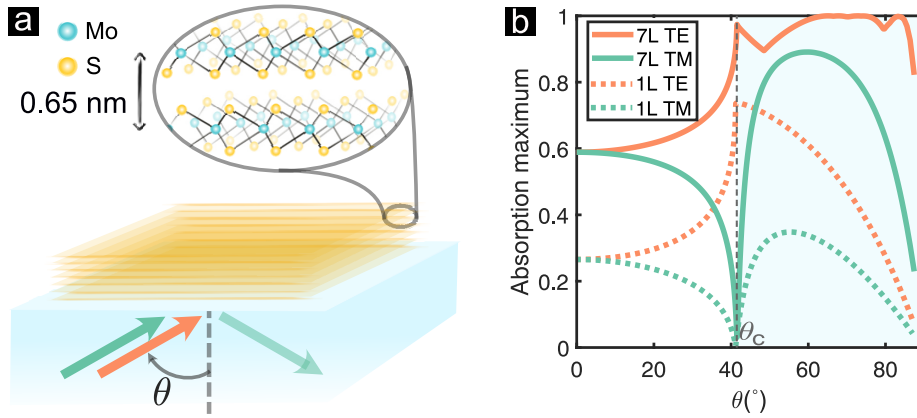 a
Mo
S
0.65 nm
θ
b
Absorption maximum
1
0.8
0.6
0.4
0.2
0
7L TE
7L TM
1L TE
1L TM
θc
0 20 40 60 80
θ(°)